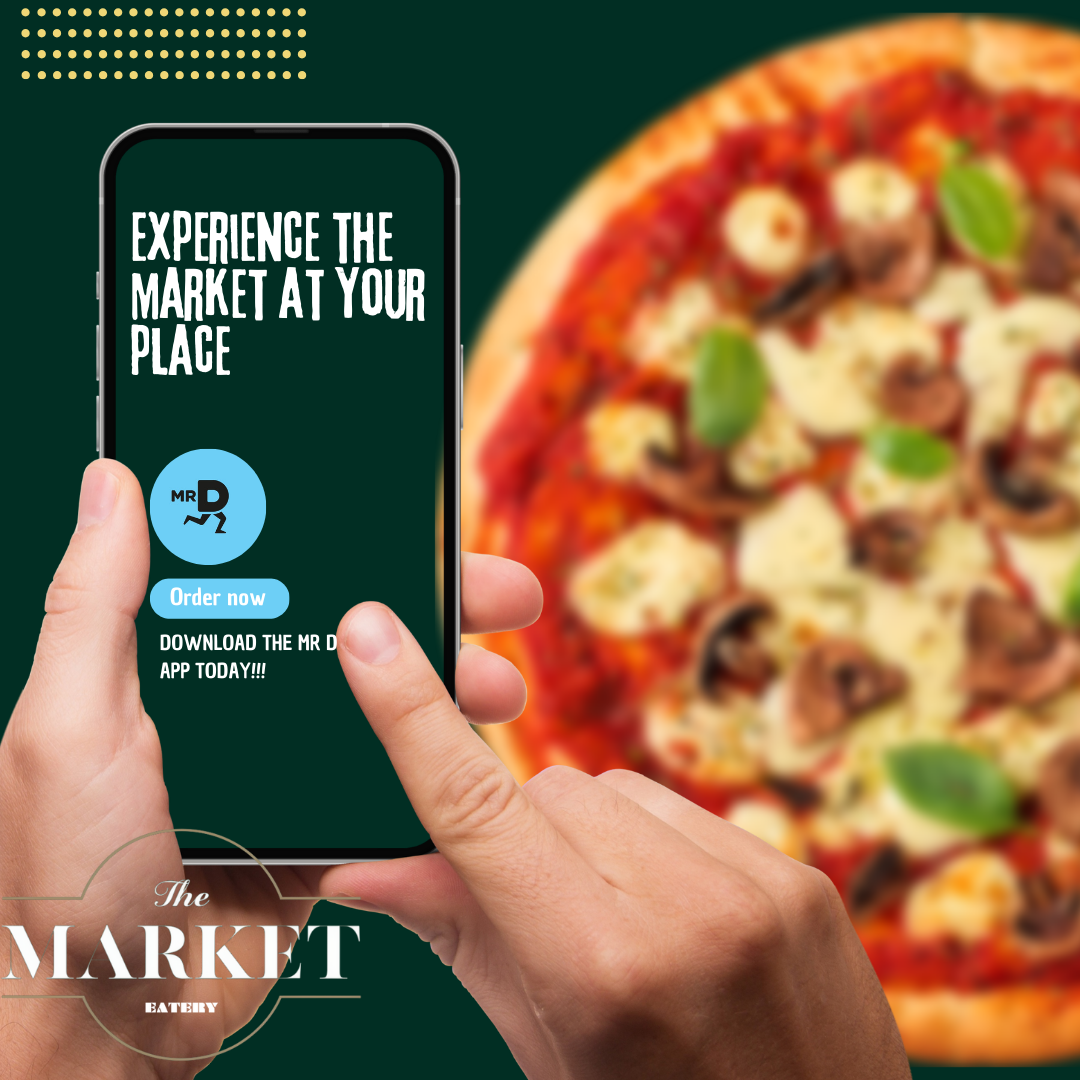 EXPERIENCE THE
MARKET AT YOUR
PLACE
MR D
Order now
DOWNLOAD THE MR D
APP TODAY!!!
The
MARKET
EATERY